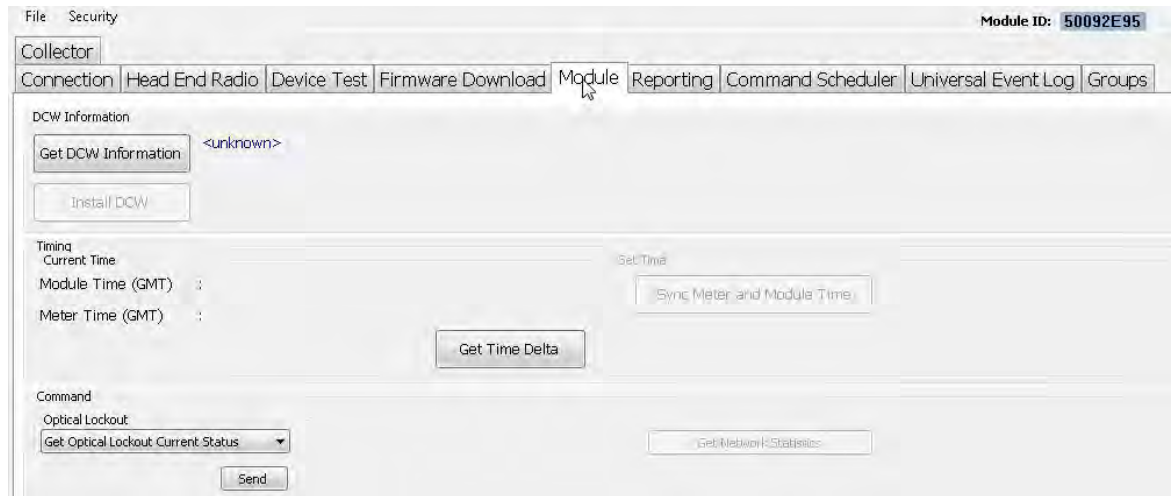 File Security
Module ID: 50092E95
Collector
Connection Head End Radio Device Test Firmware Download Module Reporting Command Scheduler Universal Event Log Groups
DCW Information
Get DCW Information <unknown>
Install DCW
Timing
Current Time
Set Time
Module Time (GMT) :
Sync Meter and Module Time
Meter Time (GMT) :
Get Time Delta
Command
Optical Lockout
Get Optical Lockout Current Status
Get Network Statistics
Send